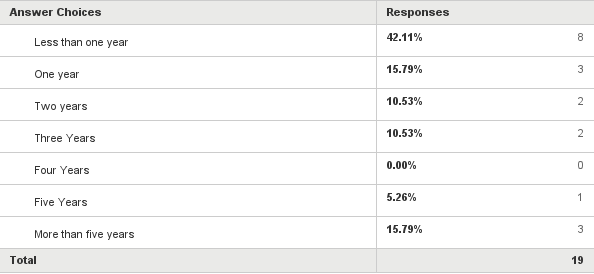 Answer Choices Responses
Less than one year 42.11% 8
One year 15.79% 3
Two years 10.53% 2
Three Years 10.53% 2
Four Years 0.00% 0
Five Years 5.26% 1
More than five years 15.79% 3
Total 19